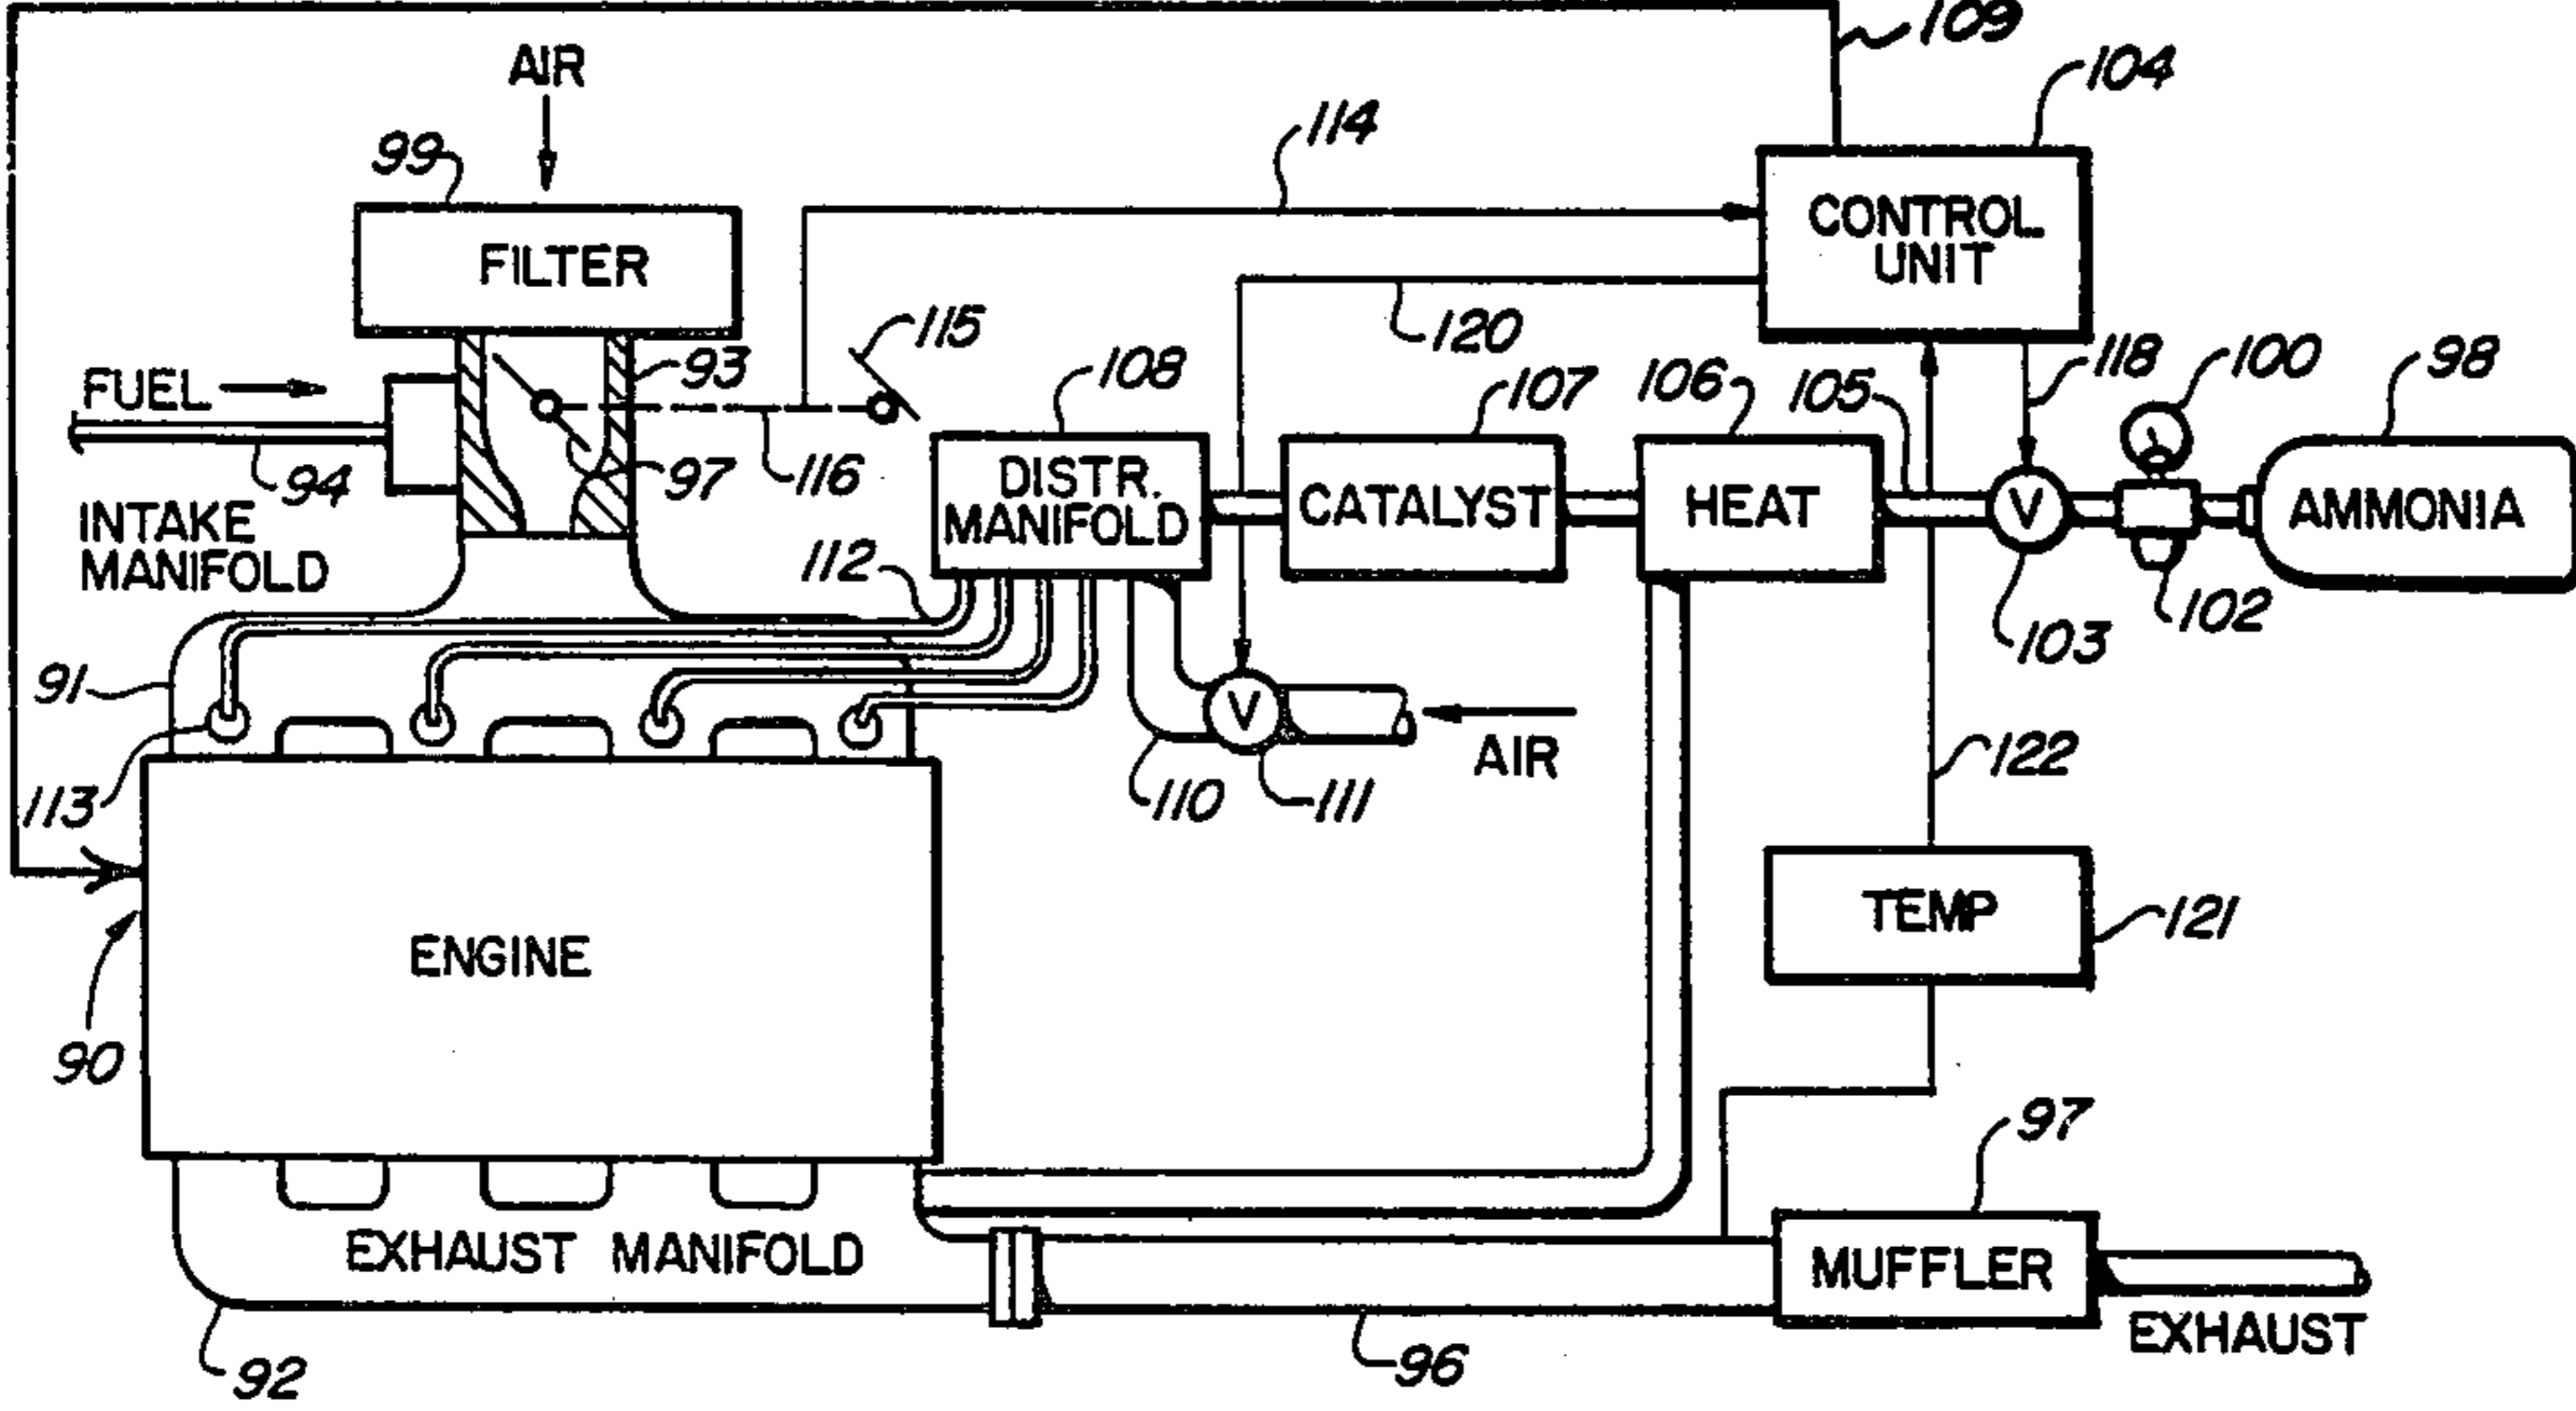 109
AIR
104
114
99
CONTROL
UNIT
FILTER
115
120
93
108
118
100
98
FUEL
107
106
105
94
97
116
DISTR.
MANIFOLD
CATALYST
HEAT
V
AMMONIA
INTAKE
MANIFOLD
112
102
103
91
V
AIR
122
113
110
111
TEMP
121
ENGINE
90
97
EXHAUST MANIFOLD
MUFFLER
EXHAUST
92
96